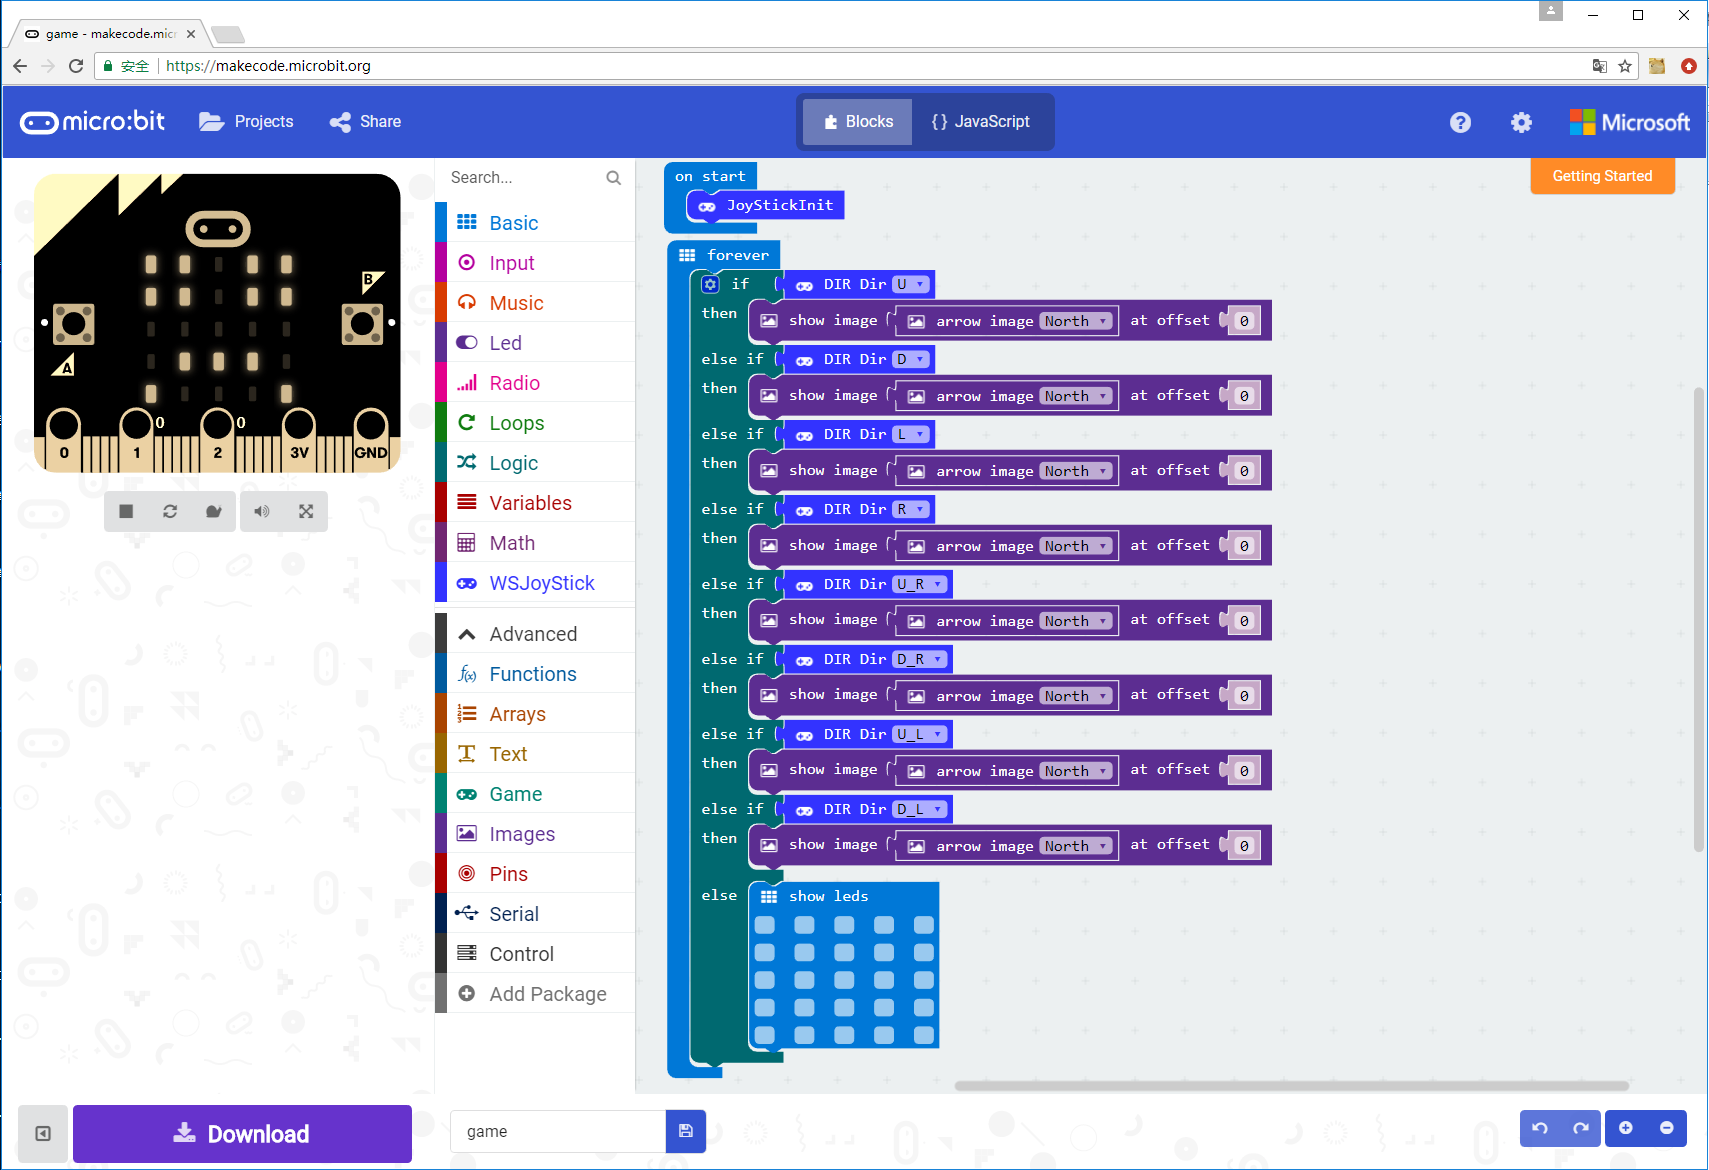 game - makecode.micr
安全 https://makecode.microbit.org
micro:bit Projects Share Blocks {} JavaScript Microsoft
Getting Started
B
A
0 0
0 1 2 3V GND
Search...
Basic
Input
Music
Led
Radio
Loops
Logic
Variables
Math
WSJoyStick
Advanced
Functions
Arrays
Text
Game
Images
Pins
Serial
Control
Add Package
on start
JoyStickInit
forever
if DIR Dir U
then show image arrow image North at offset 0
else if DIR Dir D
then show image arrow image North at offset 0
else if DIR Dir L
then show image arrow image North at offset 0
else if DIR Dir R
then show image arrow image North at offset 0
else if DIR Dir U_R
then show image arrow image North at offset 0
else if DIR Dir D_R
then show image arrow image North at offset 0
else if DIR Dir U_L
then show image arrow image North at offset 0
else if DIR Dir D_L
then show image arrow image North at offset 0
else show leds
Download
game